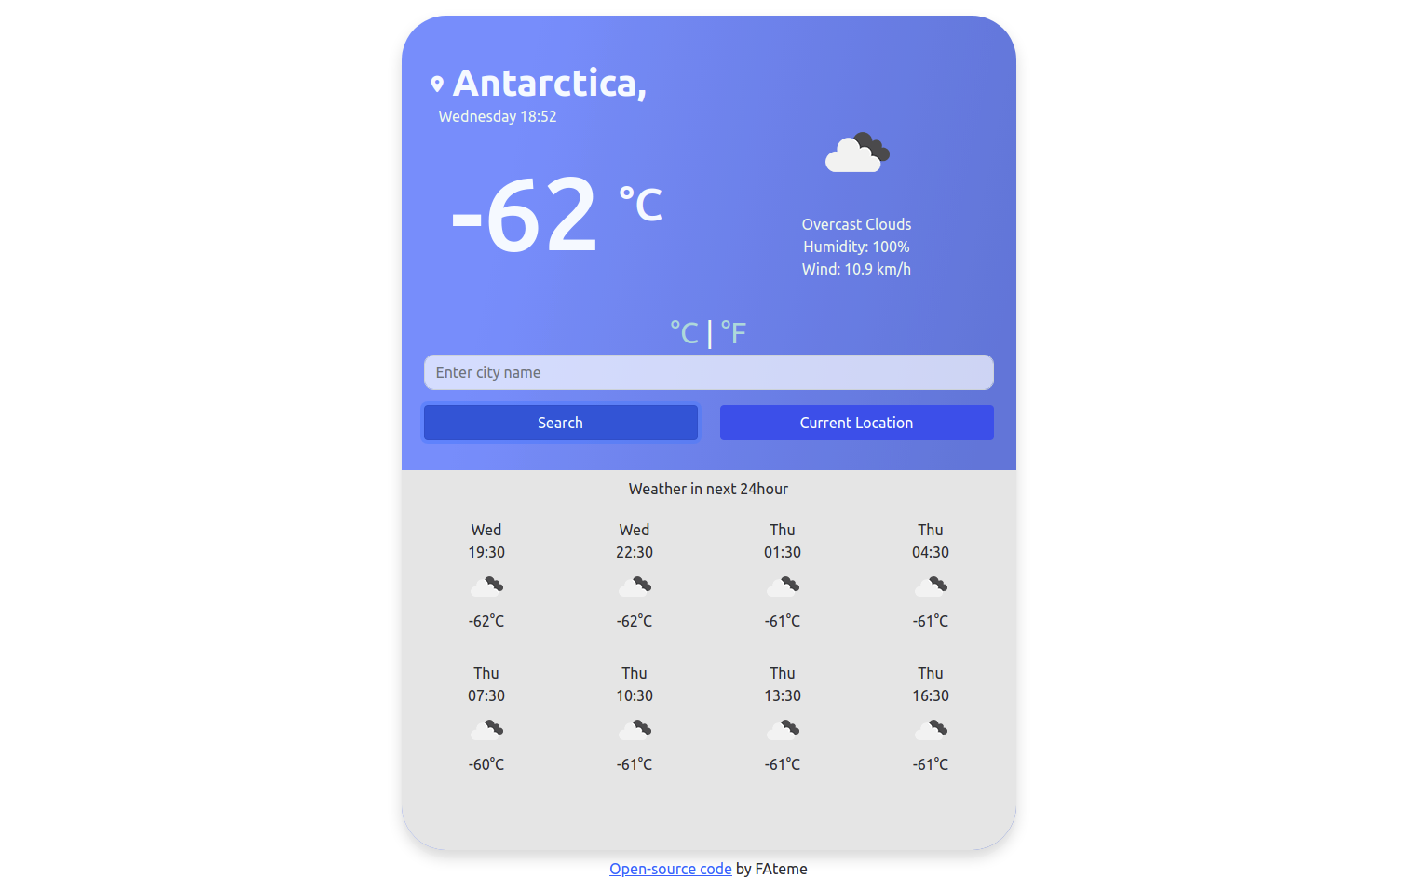 Antarctica,
Wednesday 18:52
-62 °C
Overcast Clouds
Humidity: 100%
Wind: 10.9 km/h
°C | °F
Enter city name
Search
Current Location
Weather in next 24hour
Wed
19:30
-62°C
Wed
22:30
-62°C
Thu
01:30
-61°C
Thu
04:30
-61°C
Thu
07:30
-60°C
Thu
10:30
-61°C
Thu
13:30
-61°C
Thu
16:30
-61°C
Open-source code by FAteme